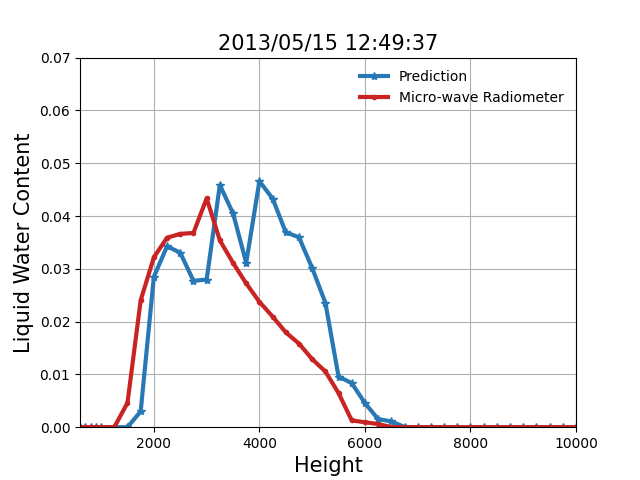 2013/05/15 12:49:37
0.07
0.06
0.05
0.04
0.03
0.02
0.01
0.00
Liquid Water Content
Prediction
Micro-wave Radiometer
2000 4000 6000 8000 10000
Height